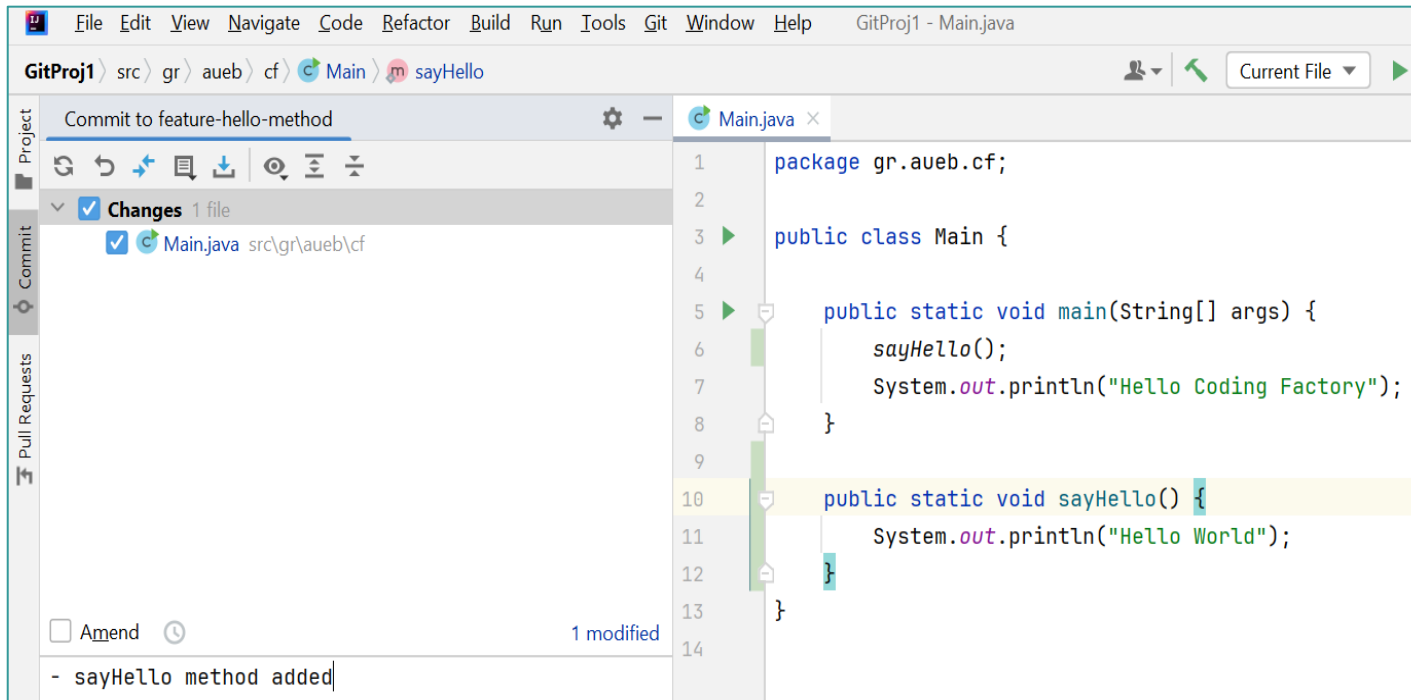 File Edit View Navigate Code Refactor Build Run Tools Git Window Help GitProj1 - Main.java
GitProj1 src gr aueb cf Main sayHello
Current File
Project
Commit
Pull Requests
Commit to feature-hello-method
Changes 1 file
Main.java src\gr\aueb\cf
Amend
1 modified
- sayHello method added
Main.java
1 package gr.aueb.cf;
2
3 public class Main {
4
5 public static void main(String[] args) {
6 sayHello();
7 System.out.println("Hello Coding Factory");
8 }
9
10 public static void sayHello() {
11 System.out.println("Hello World");
12 }
13 }
14